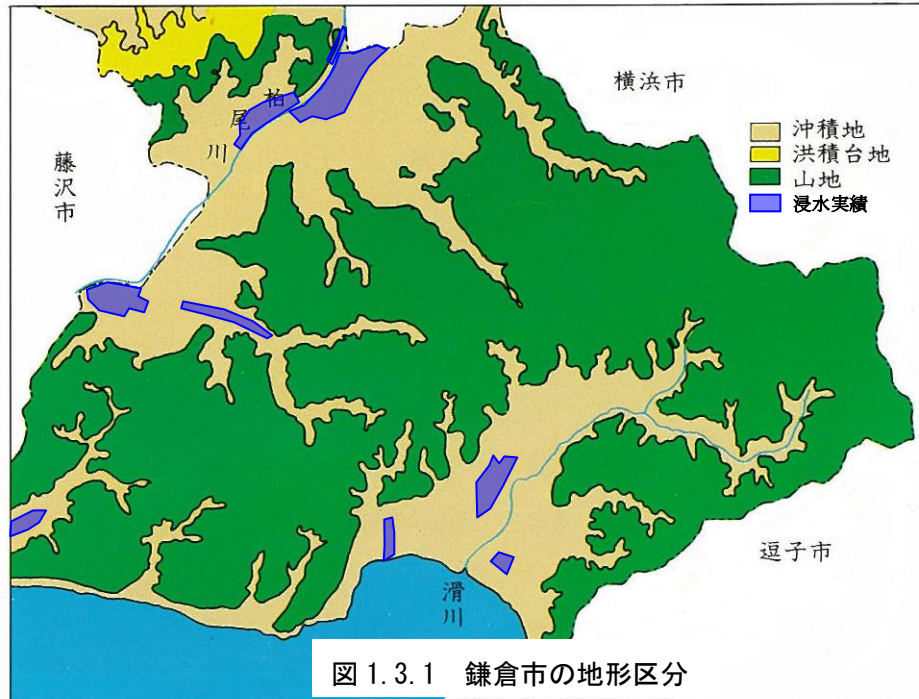 横浜市
藤沢市
柏
尾
川
沖積地
洪積台地
山地
浸水実績
逗子市
滑
川
図1.3.1 鎌倉市の地形区分